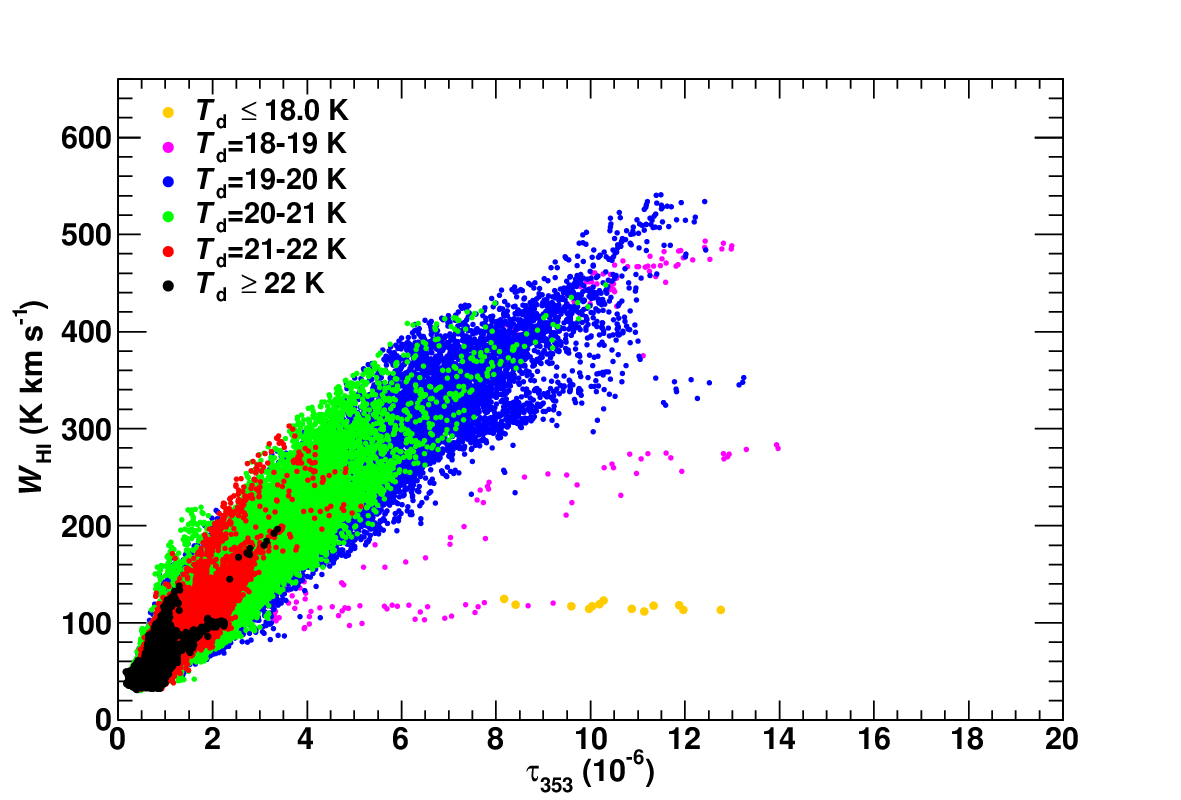 T_d ≤ 18.0 K
T_d=18-19 K
T_d=19-20 K
T_d=20-21 K
T_d=21-22 K
T_d ≥ 22 K
600
500
400
300
200
100
0
W_HI (K km s^-1)
0 2 4 6 8 10 12 14 16 18 20
τ_353 (10^-6)